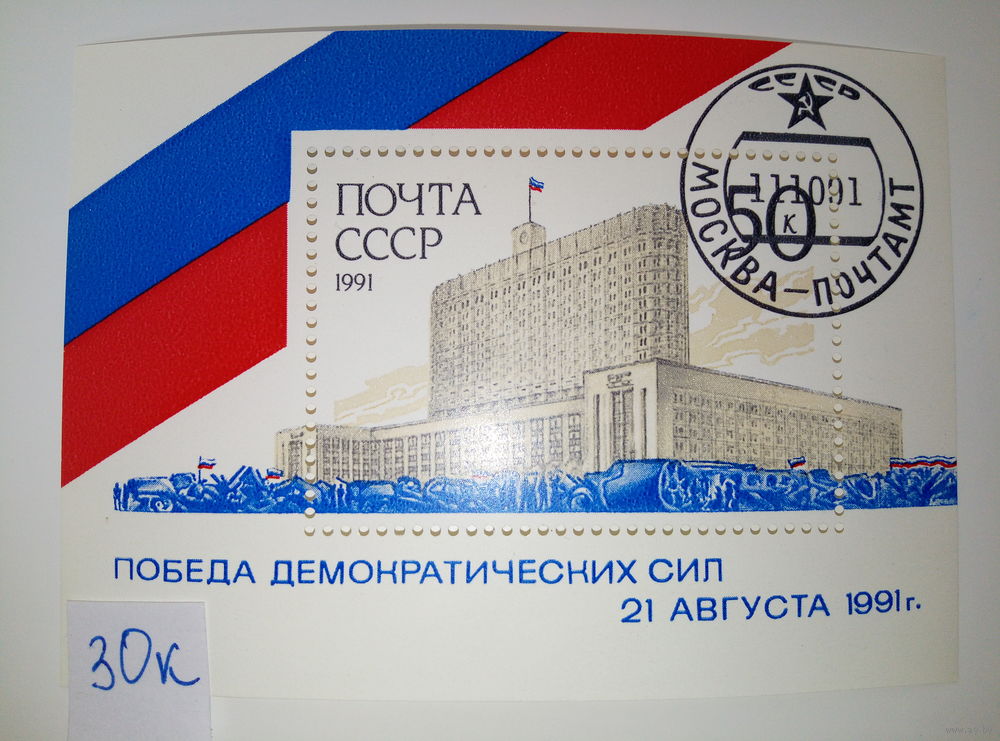 ПОЧТА
СССР
1991
СССР
111091
50
к
МОСКВА-ПОЧТАМТ
ПОБЕДА ДЕМОКРАТИЧЕСКИХ СИЛ
21 АВГУСТА 1991г.
30к